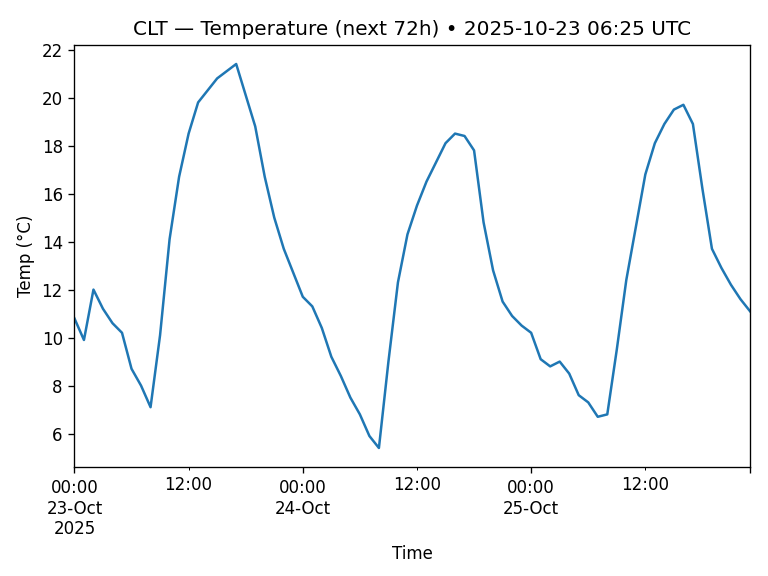 CLT — Temperature (next 72h) • 2025-10-23 06:25 UTC
22
20
18
16
14
12
10
8
6
Temp (°C)
00:00 12:00 00:00 12:00 00:00 12:00
23-Oct 24-Oct 25-Oct
2025
Time